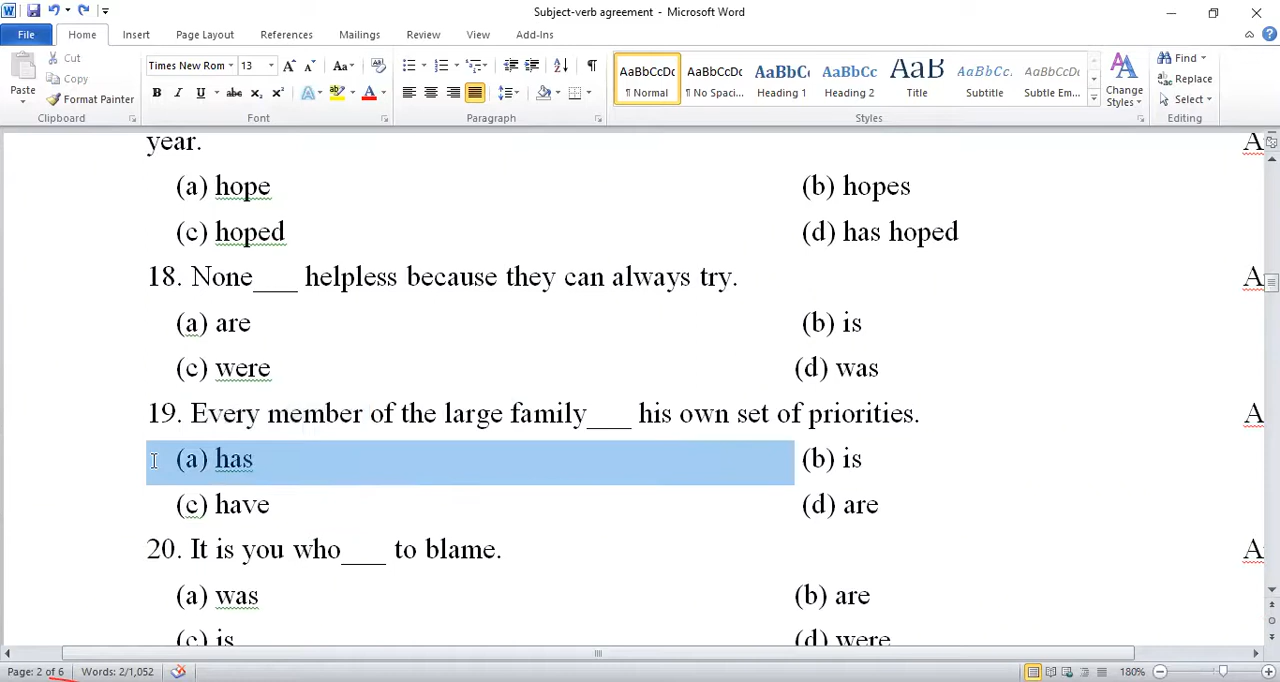 Subject-verb agreement - Microsoft Word
File Home Insert Page Layout References Mailings Review View Add-Ins
Paste Cut Copy Format Painter
Times New Rom 13
AaBbCcDc AaBbCcDc AaBbC AaBbCc AaB AaBbCc. AaBbCcDc
¶ Normal ¶ No Spaci... Heading 1 Heading 2 Title Subtitle Subtle Em...
Change Styles
Find Replace Select
Clipboard Font Paragraph Styles Editing
year. A
(a) hope (b) hopes
(c) hoped (d) has hoped
18. None___ helpless because they can always try. A
(a) are (b) is
(c) were (d) was
19. Every member of the large family___ his own set of priorities. A
(a) has (b) is
(c) have (d) are
20. It is you who___ to blame. A
(a) was (b) are
(c) is (d) were
Page: 2 of 6 Words: 2/1,052 180%